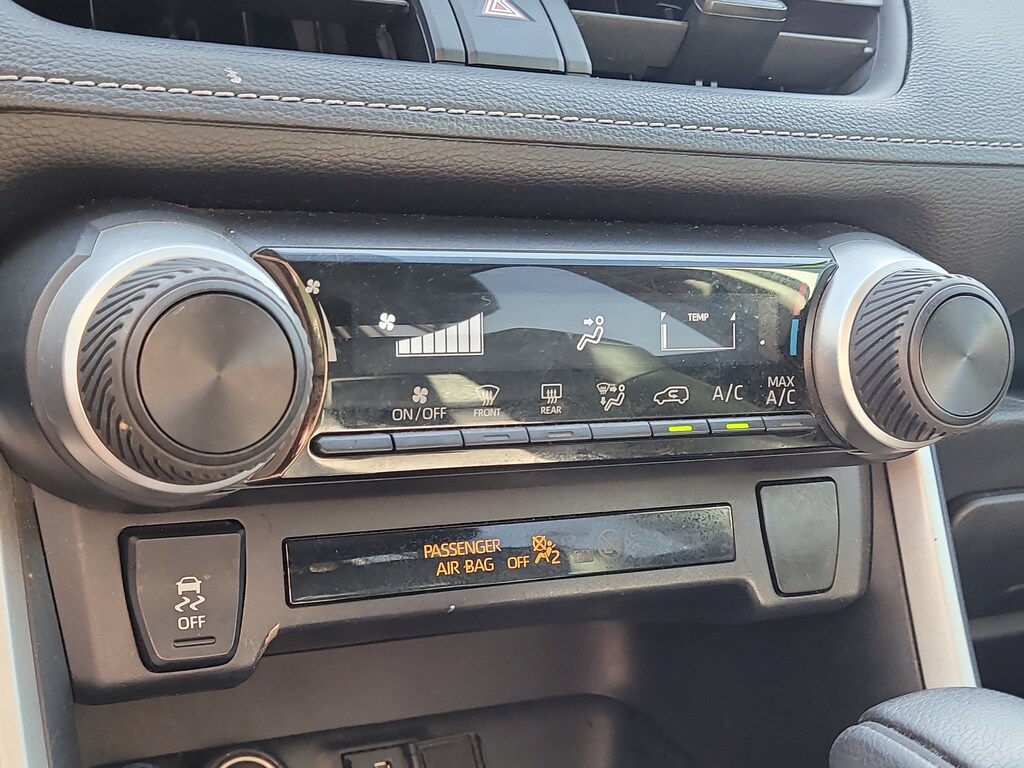 S
TEMP
ON/OFF
FRONT
REAR
A/C
MAX
A/C
PASSENGER
AIR BAG OFF 2
OFF